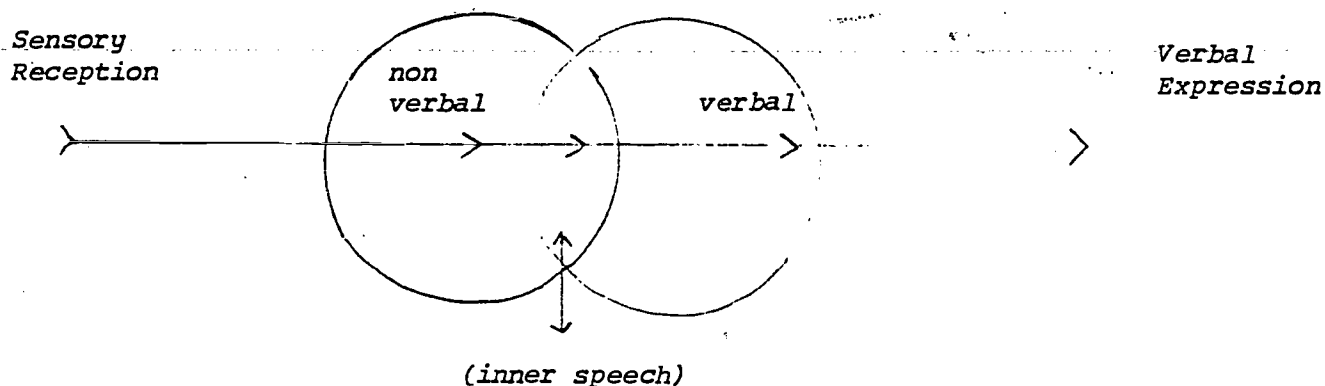 Sensory
Reception
non
verbal
verbal
Verbal
Expression
(inner speech)